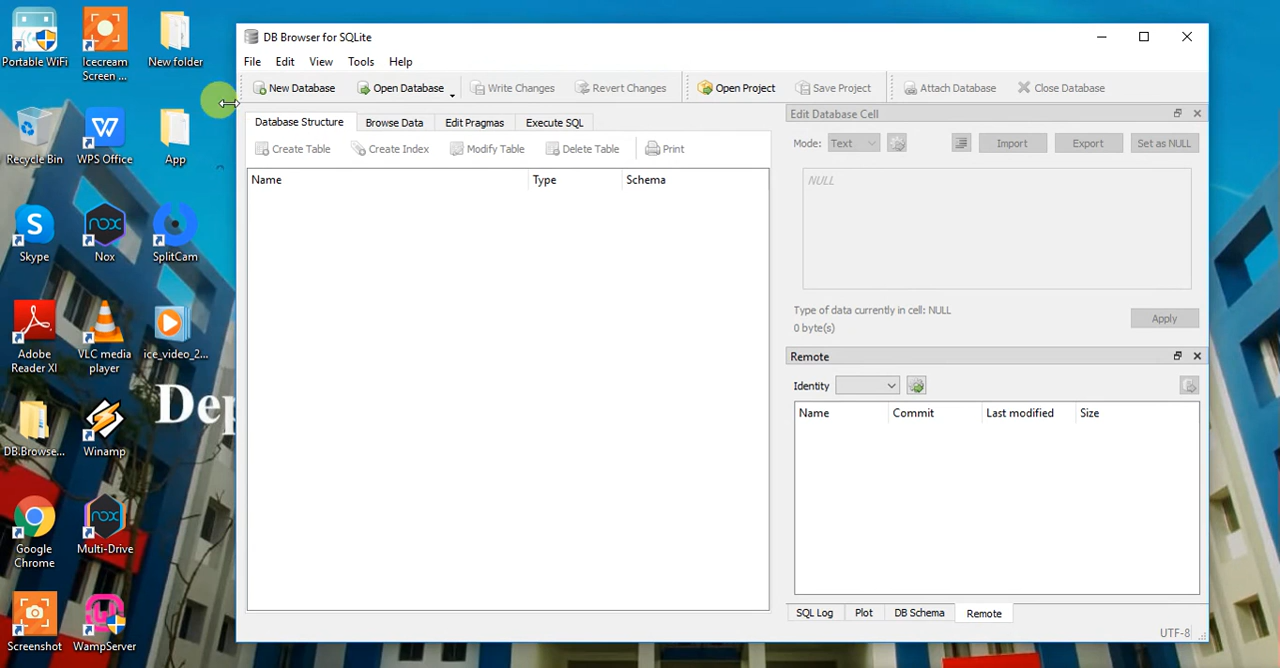 Portable WiFi
Icecream
Screen ...
New folder
Recycle Bin
WPS Office
App
Skype
Nox
SplitCam
Adobe
Reader XI
VLC media
player
ice_video_2...
DB.Browse...
Winamp
Google
Chrome
Multi-Drive
Screenshot
WampServer
nox
nox
Dep
DB Browser for SQLite
File Edit View Tools Help
New Database Open Database Write Changes Revert Changes Open Project Save Project Attach Database Close Database
Database Structure Browse Data Edit Pragmas Execute SQL
Create Table Create Index Modify Table Delete Table Print
Name Type Schema
Edit Database Cell
Mode: Text Import Export Set as NULL
NULL
Type of data currently in cell: NULL
0 byte(s)
Apply
Remote
Identity
Name Commit Last modified Size
SQL Log Plot DB Schema Remote
UTF-8